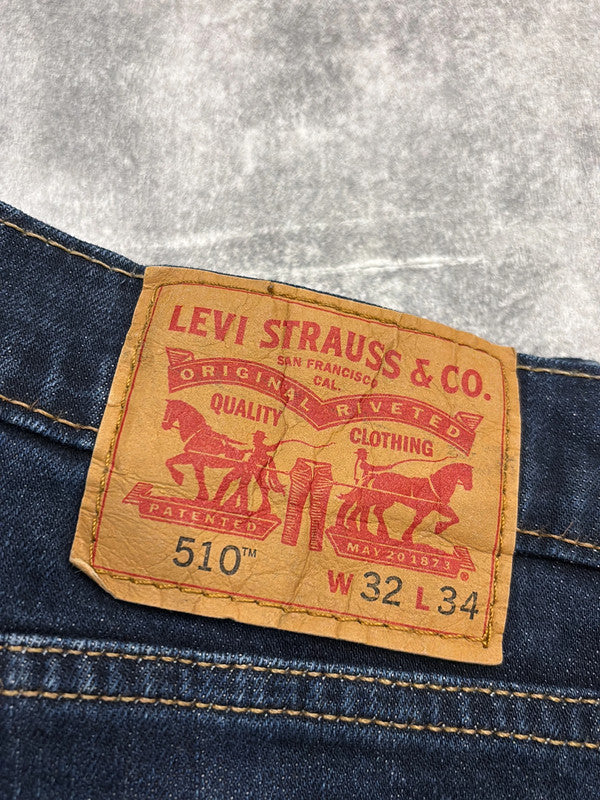 LEVI STRAUSS & CO.
SAN FRANCISCO
CAL.
ORIGINAL RIVETED
QUALITY CLOTHING
PATENTED MAY 20 1873 ®
510™ W 32 L 34